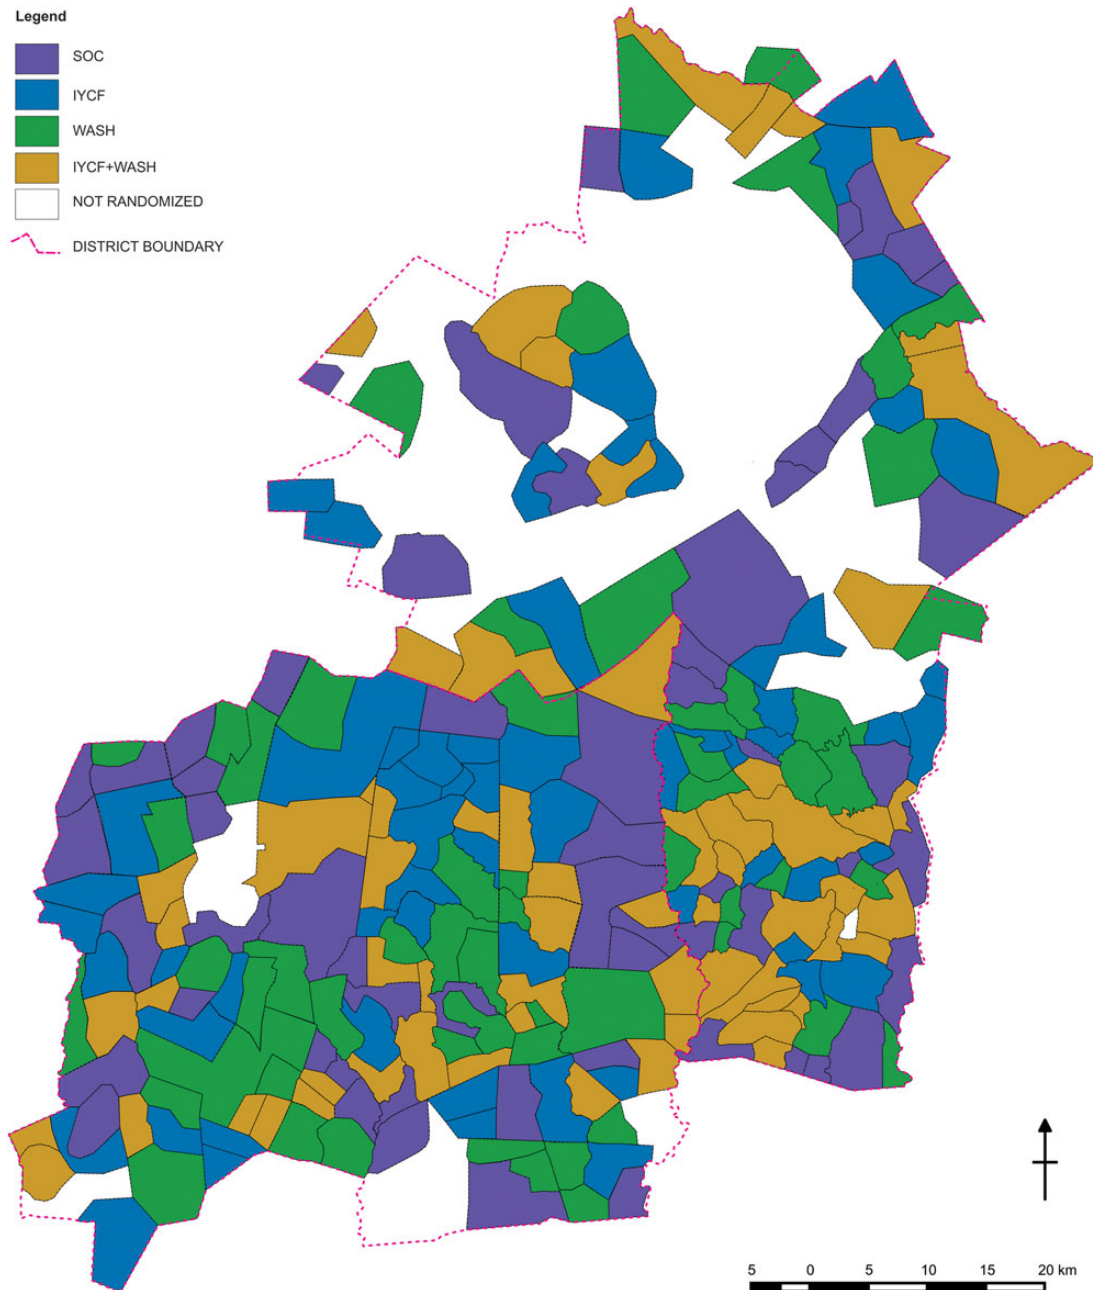 Legend
SOC
IYCF
WASH
IYCF+WASH
NOT RANDOMIZED
DISTRICT BOUNDARY
5 0 5 10 15 20 km